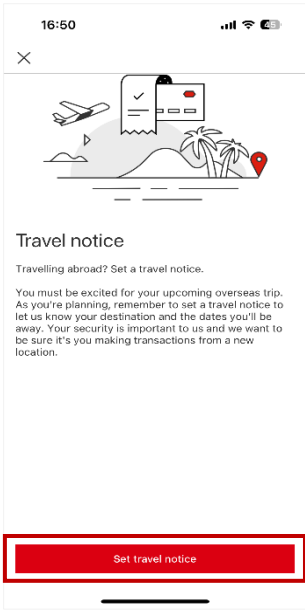 16:50
45
Travel notice
Travelling abroad? Set a travel notice.
You must be excited for your upcoming overseas trip.
As you're planning, remember to set a travel notice to
let us know your destination and the dates you'll be
away. Your security is important to us and we want to
be sure it's you making transactions from a new
location.
Set travel notice